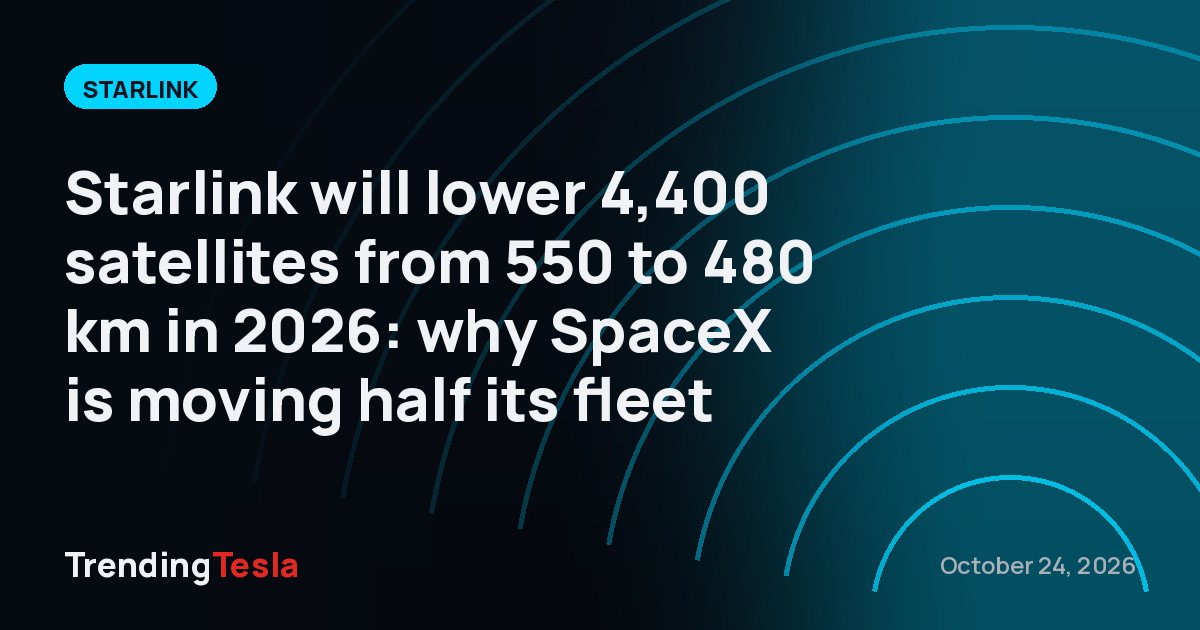 STARLINK
Starlink will lower 4,400
satellites from 550 to 480
km in 2026: why SpaceX
is moving half its fleet
TrendingTesla
October 24, 2026